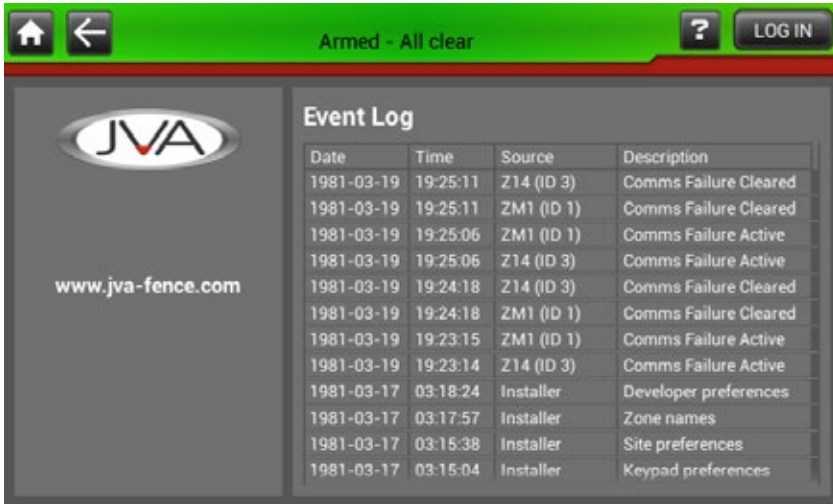 Armed - All clear
?
LOG IN
JVA
www.jva-fence.com
Event Log
Date Time Source Description
1981-03-19 19:25:11 Z14 (ID 3) Comms Failure Cleared
1981-03-19 19:25:11 ZM1 (ID 1) Comms Failure Cleared
1981-03-19 19:25:06 ZM1 (ID 1) Comms Failure Active
1981-03-19 19:25:06 Z14 (ID 3) Comms Failure Active
1981-03-19 19:24:18 Z14 (ID 3) Comms Failure Cleared
1981-03-19 19:24:18 ZM1 (ID 1) Comms Failure Cleared
1981-03-19 19:23:15 ZM1 (ID 1) Comms Failure Active
1981-03-19 19:23:14 Z14 (ID 3) Comms Failure Active
1981-03-17 03:18:24 Installer Developer preferences
1981-03-17 03:17:57 Installer Zone names
1981-03-17 03:15:38 Installer Site preferences
1981-03-17 03:15:04 Installer Keypad preferences